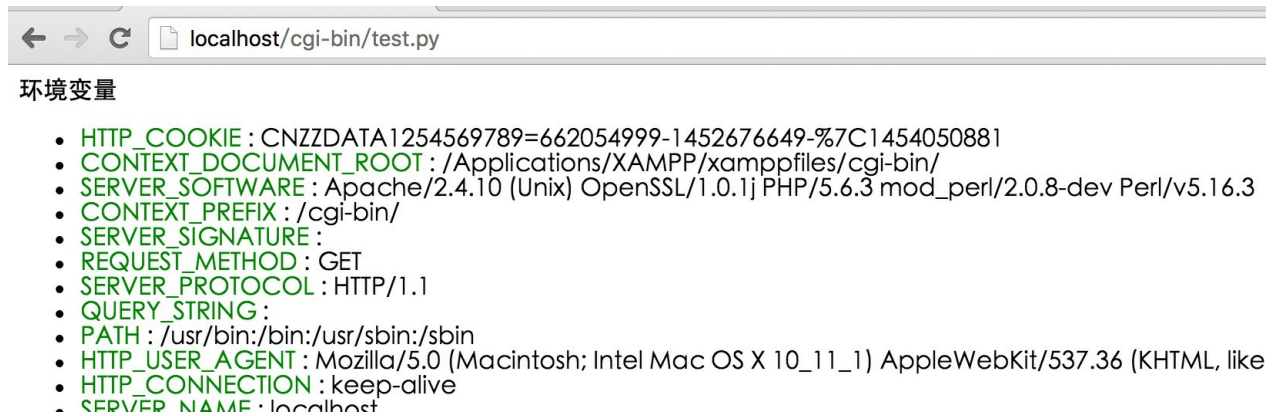 localhost/cgi-bin/test.py
环境变量
HTTP_COOKIE : CNZZDATA1254569789=662054999-1452676649-%7C1454050881
CONTEXT_DOCUMENT_ROOT : /Applications/XAMPP/xamppfiles/cgi-bin/
SERVER_SOFTWARE : Apache/2.4.10 (Unix) OpenSSL/1.0.1j PHP/5.6.3 mod_perl/2.0.8-dev Perl/v5.16.3
CONTEXT_PREFIX : /cgi-bin/
SERVER_SIGNATURE :
REQUEST_METHOD : GET
SERVER_PROTOCOL : HTTP/1.1
QUERY_STRING :
PATH : /usr/bin:/bin:/usr/sbin:/sbin
HTTP_USER_AGENT : Mozilla/5.0 (Macintosh; Intel Mac OS X 10_11_1) AppleWebKit/537.36 (KHTML, like
HTTP_CONNECTION : keep-alive
SERVER_NAME : localhost